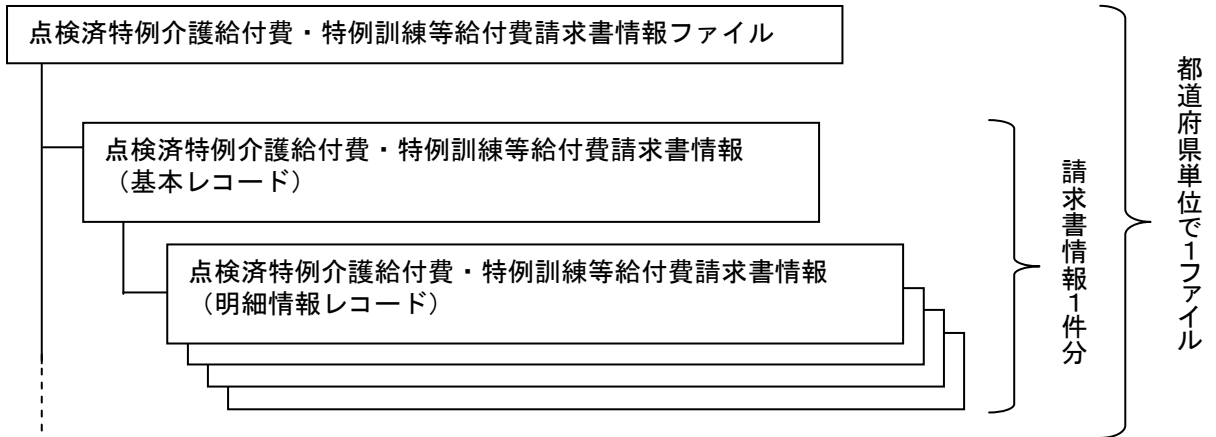 点検済特例介護給付費・特例訓練等給付費請求書情報ファイル
点検済特例介護給付費・特例訓練等給付費請求書情報
（基本レコード）
点検済特例介護給付費・特例訓練等給付費請求書情報
（明細情報レコード）
請求書情報１件分
都道府県単位で１ファイル